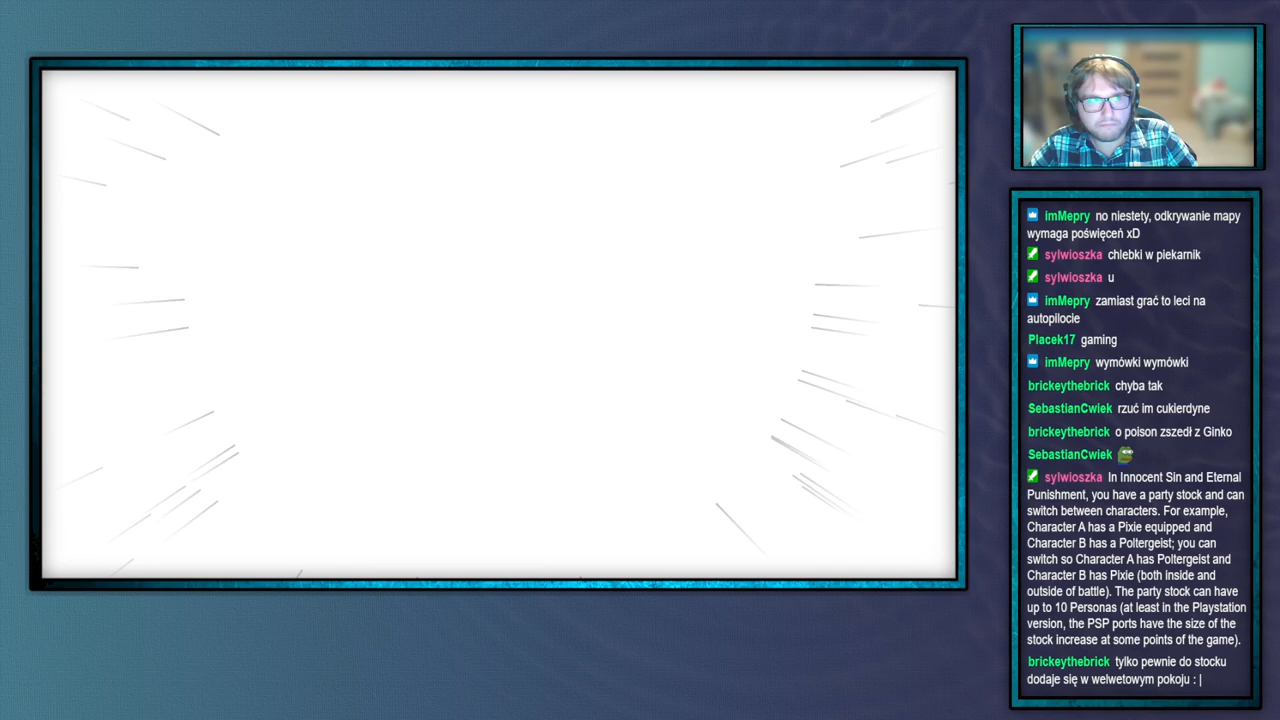 imMepry no niestety, odkrywanie mapy
wymaga poświęceń xD
sylwioszka chlebki w piekarnik
sylwioszka u
imMepry zamiast grać to leci na
autopilocie
Placek17 gaming
imMepry wymówki wymówki
brickeythebrick chyba tak
SebastianCwiek rzuć im cukierdyne
brickeythebrick o poison zszedł z Ginko
SebastianCwiek
sylwioszka In Innocent Sin and Eternal
Punishment, you have a party stock and can
switch between characters. For example,
Character A has a Pixie equipped and
Character B has a Poltergeist; you can
switch so Character A has Poltergeist and
Character B has Pixie (both inside and
outside of battle). The party stock can have
up to 10 Personas (at least in the Playstation
version, the PSP ports have the size of the
stock increase at some points of the game).
brickeythebrick tylko pewnie do stocku
dodaje się w welwetowym pokoju : |